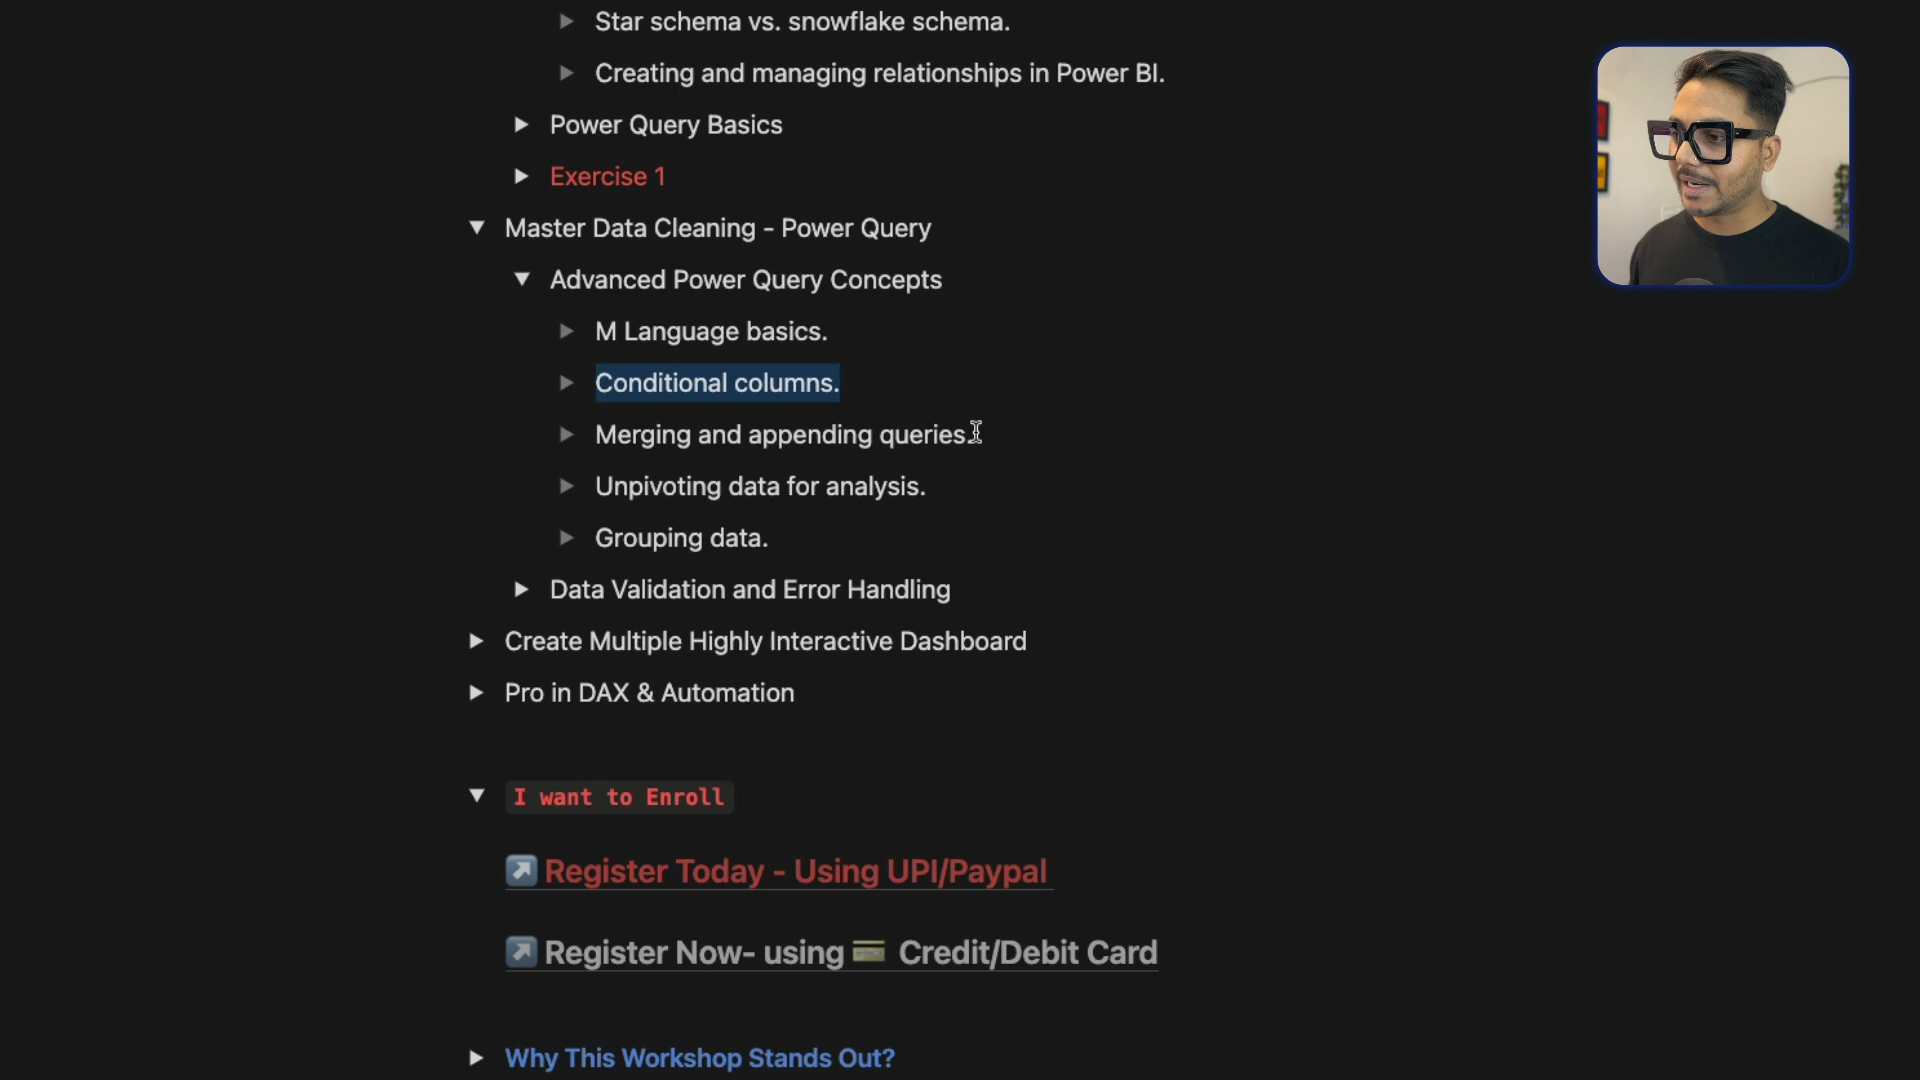 Star schema vs. snowflake schema.
Creating and managing relationships in Power BI.
Power Query Basics
Exercise 1
Master Data Cleaning - Power Query
Advanced Power Query Concepts
M Language basics.
Conditional columns.
Merging and appending queries.
Unpivoting data for analysis.
Grouping data.
Data Validation and Error Handling
Create Multiple Highly Interactive Dashboard
Pro in DAX & Automation
I want to Enroll
Register Today - Using UPI/Paypal
Register Now- using 💳 Credit/Debit Card
Why This Workshop Stands Out?